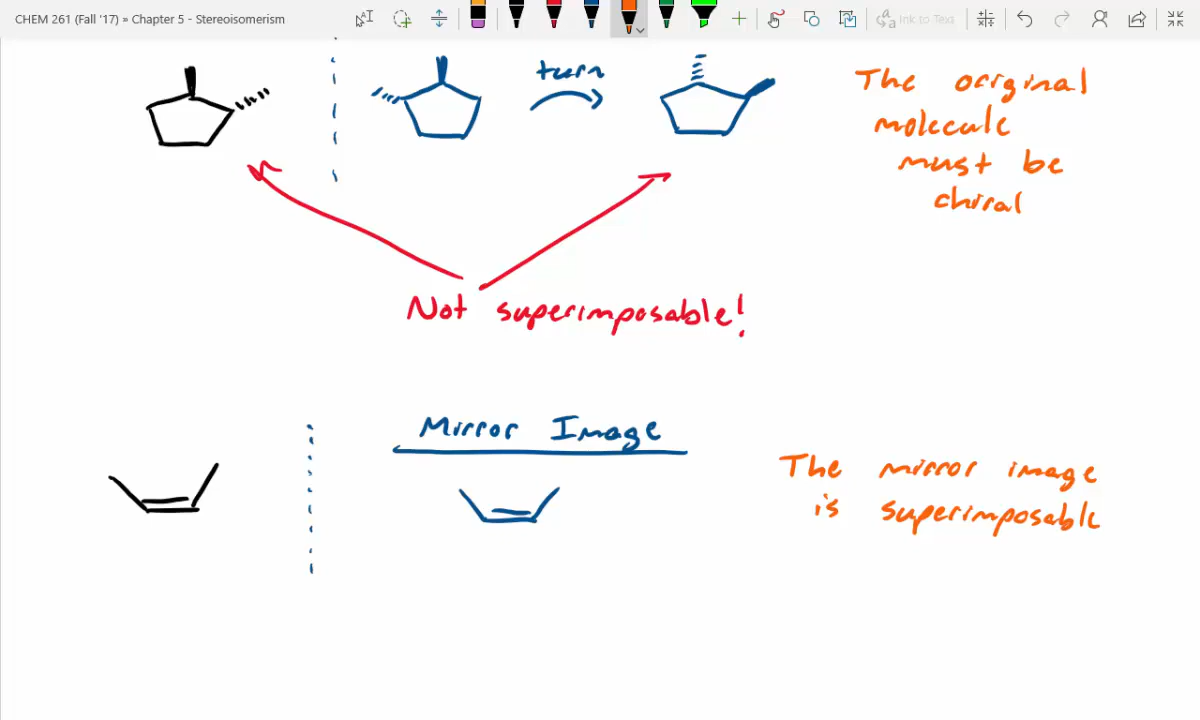 CHEM 261 (Fall '17) » Chapter 5 - Stereoisomerism
Ink to Text
turn
The original
molecule
must be
chiral
Not superimposable!
Mirror Image
The mirror image
is superimposable